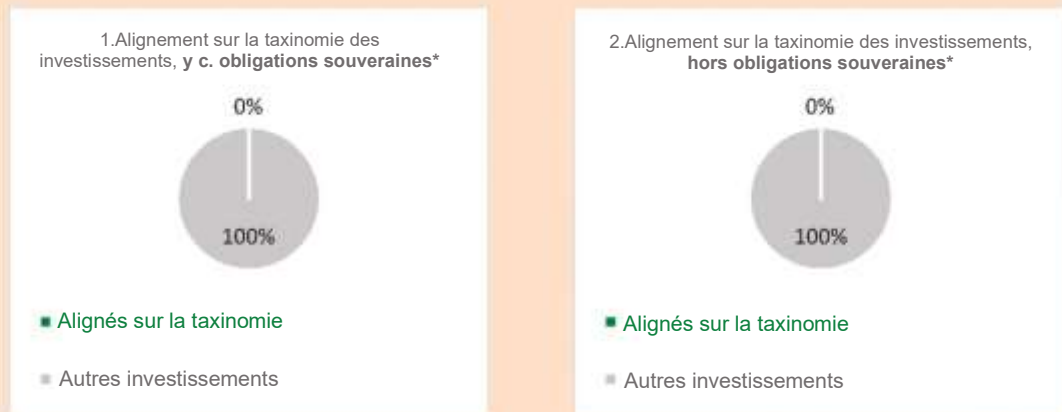 1.Alignement sur la taxinomie des
investissements, y c. obligations souveraines*
0%
100%
Alignés sur la taxinomie
Autres investissements
2.Alignement sur la taxinomie des investissements,
hors obligations souveraines*
0%
100%
Alignés sur la taxinomie
Autres investissements